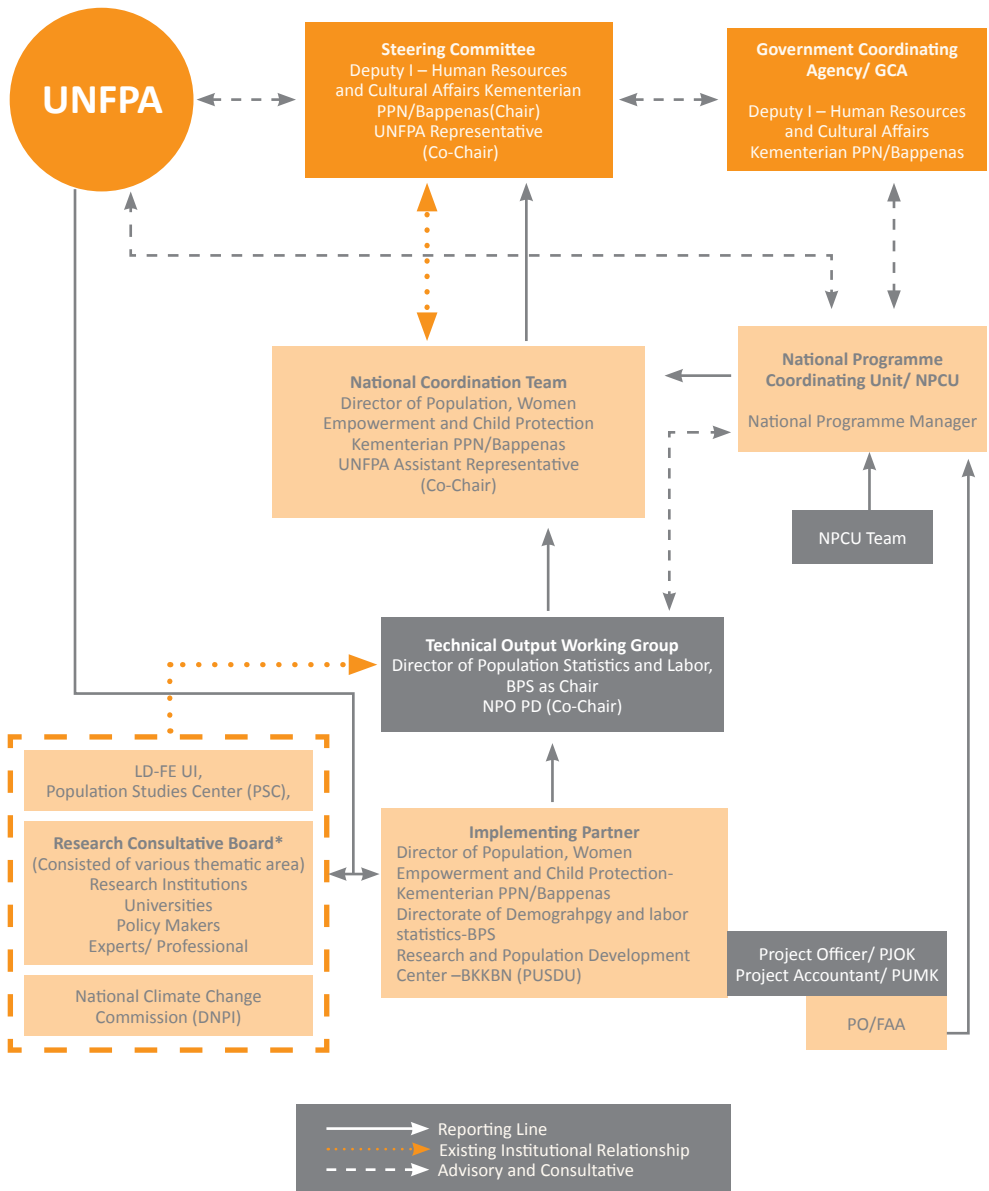 UNFPA
Steering Committee
Deputy I – Human Resources
and Cultural Affairs Kementerian
PPN/Bappenas(Chair)
UNFPA Representative
(Co-Chair)
Government Coordinating
Agency/ GCA
Deputy I – Human Resources
and Cultural Affairs
Kementerian PPN/Bappenas
National Coordination Team
Director of Population, Women
Empowerment and Child Protection
Kementerian PPN/Bappenas
UNFPA Assistant Representative
(Co-Chair)
National Programme
Coordinating Unit/ NPCU
National Programme Manager
NPCU Team
Technical Output Working Group
Director of Population Statistics and Labor,
BPS as Chair
NPO PD (Co-Chair)
LD-FE UI,
Population Studies Center (PSC),
Research Consultative Board*
(Consisted of various thematic area)
Research Institutions
Universities
Policy Makers
Experts/ Professional
National Climate Change
Commission (DNPI)
Implementing Partner
Director of Population, Women
Empowerment and Child Protection-
Kementerian PPN/Bappenas
Directorate of Demograhpgy and labor
statistics-BPS
Research and Population Development
Center –BKKBN (PUSDU)
Project Officer/ PJOK
Project Accountant/ PUMK
PO/FAA
Reporting Line
Existing Institutional Relationship
Advisory and Consultative